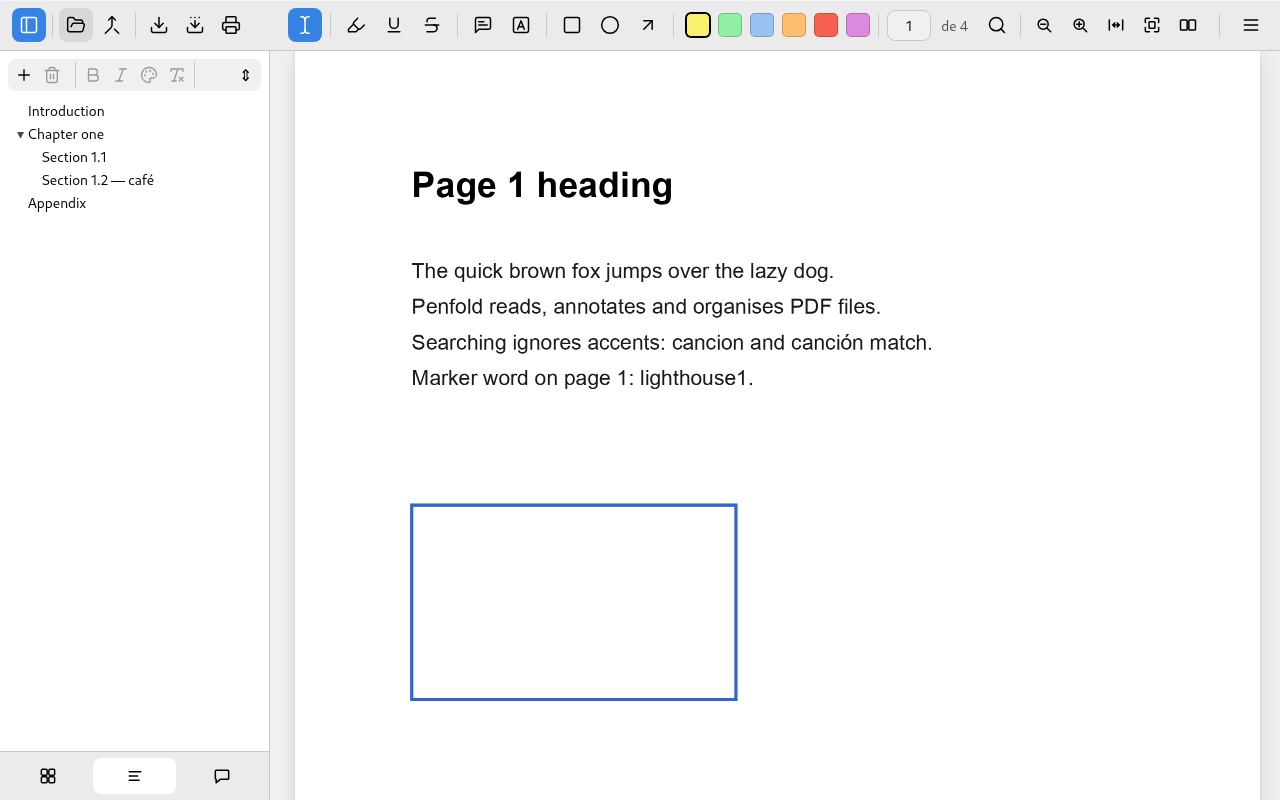 1 de 4
Introduction
Chapter one
Section 1.1
Section 1.2 — café
Appendix
Page 1 heading
The quick brown fox jumps over the lazy dog.
Penfold reads, annotates and organises PDF files.
Searching ignores accents: cancion and canción match.
Marker word on page 1: lighthouse1.